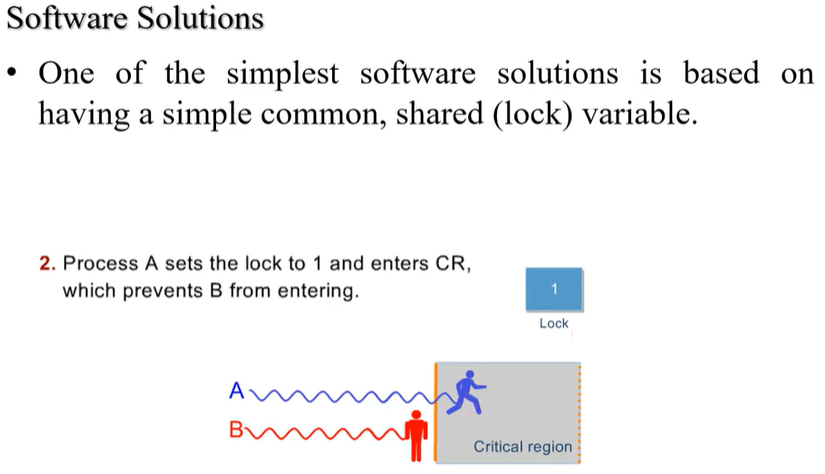 Software Solutions
• One of the simplest software solutions is based on
having a simple common, shared (lock) variable.
2. Process A sets the lock to 1 and enters CR,
which prevents B from entering.
1
Lock
A
B
Critical region